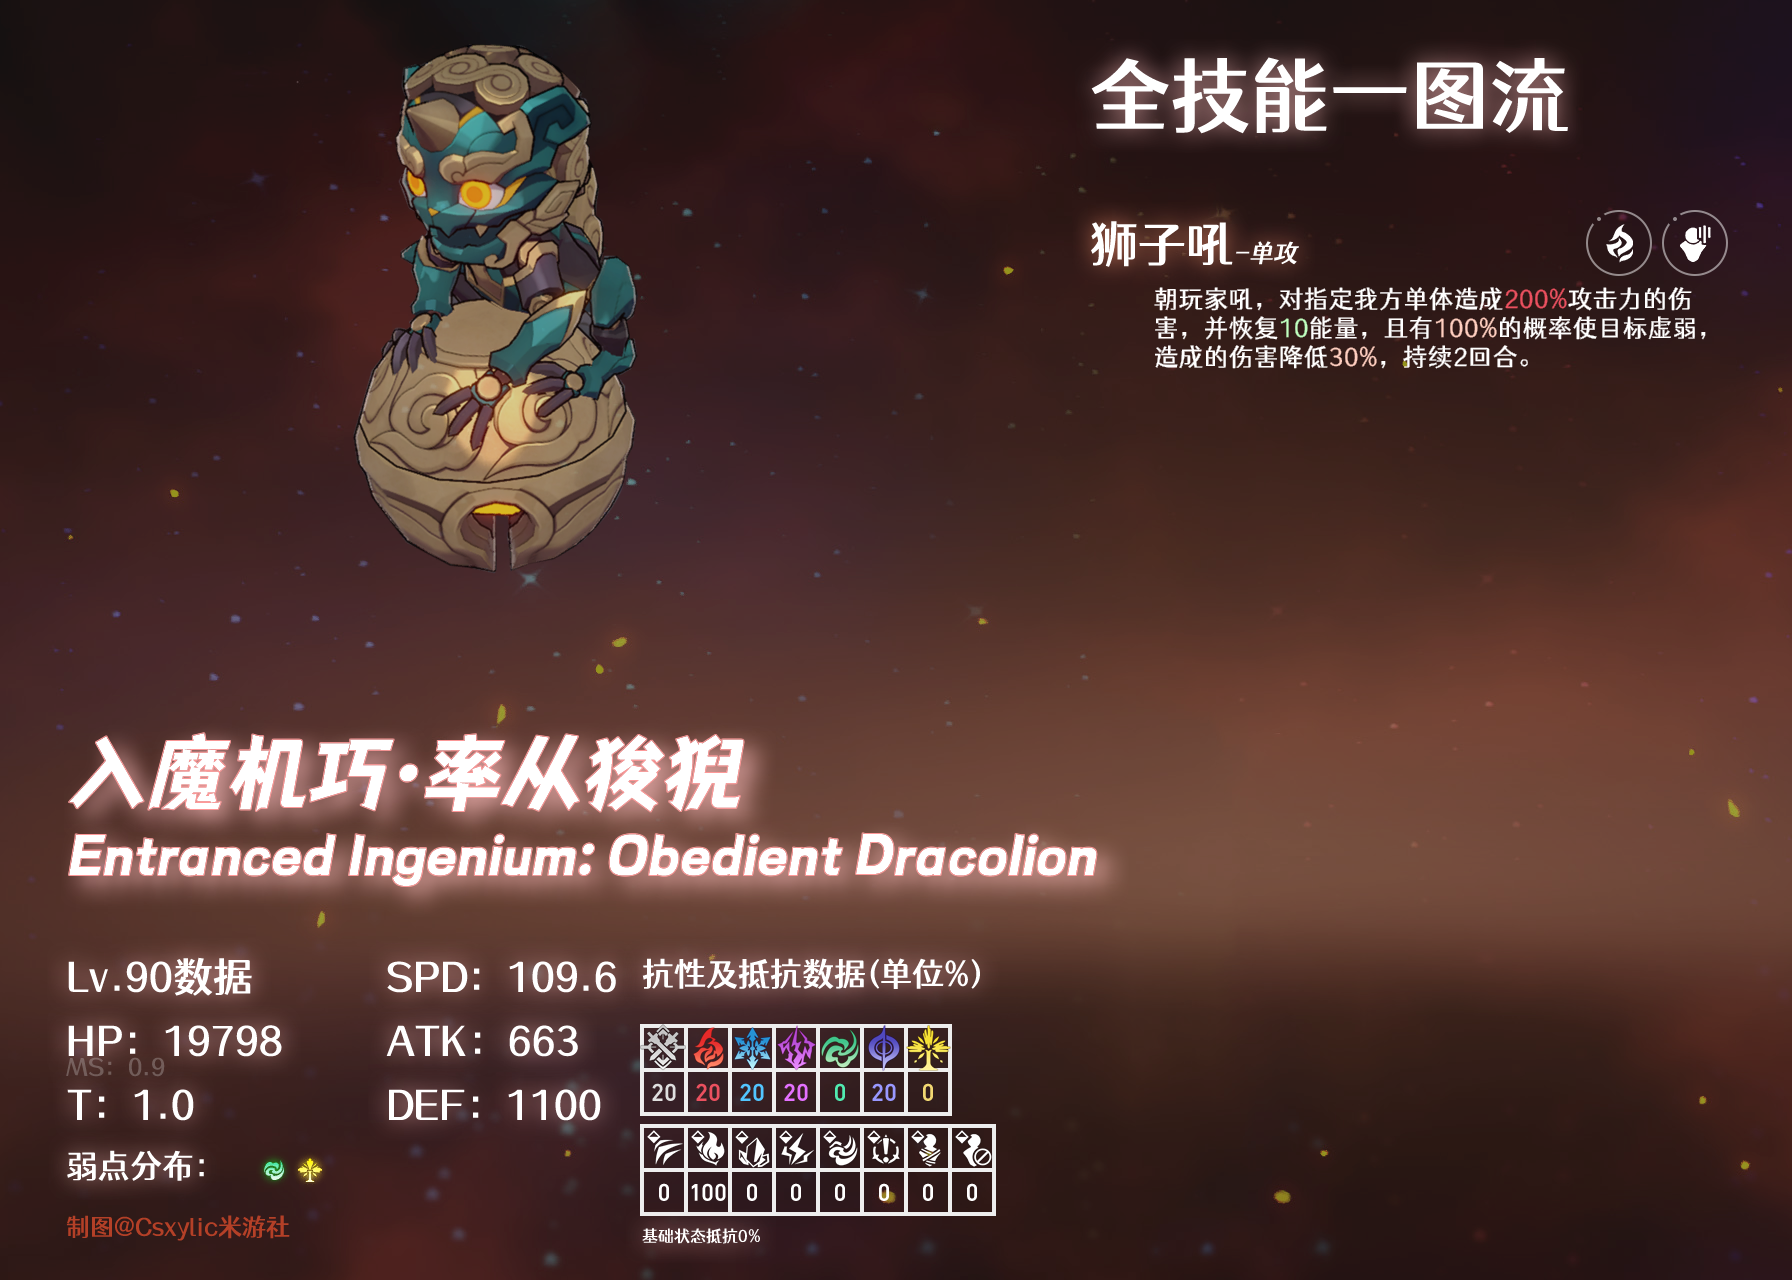 全技能一图流
狮子吼-单攻
朝玩家吼，对指定我方单体造成200%攻击力的伤
害，并恢复10能量，且有100%的概率使目标虚弱，
造成的伤害降低30%，持续2回合。
入魔机巧·率从狻猊
Entranced Ingenium: Obedient Dracolion
Lv.90数据
SPD：109.6
HP：19798
ATK：663
MS：0.9
T：1.0
DEF：1100
弱点分布：
制图@Csxylic米游社
抗性及抵抗数据(单位%)
20 20 20 20 0 20 0
0 100 0 0 0 0 0 0
基础状态抵抗0%